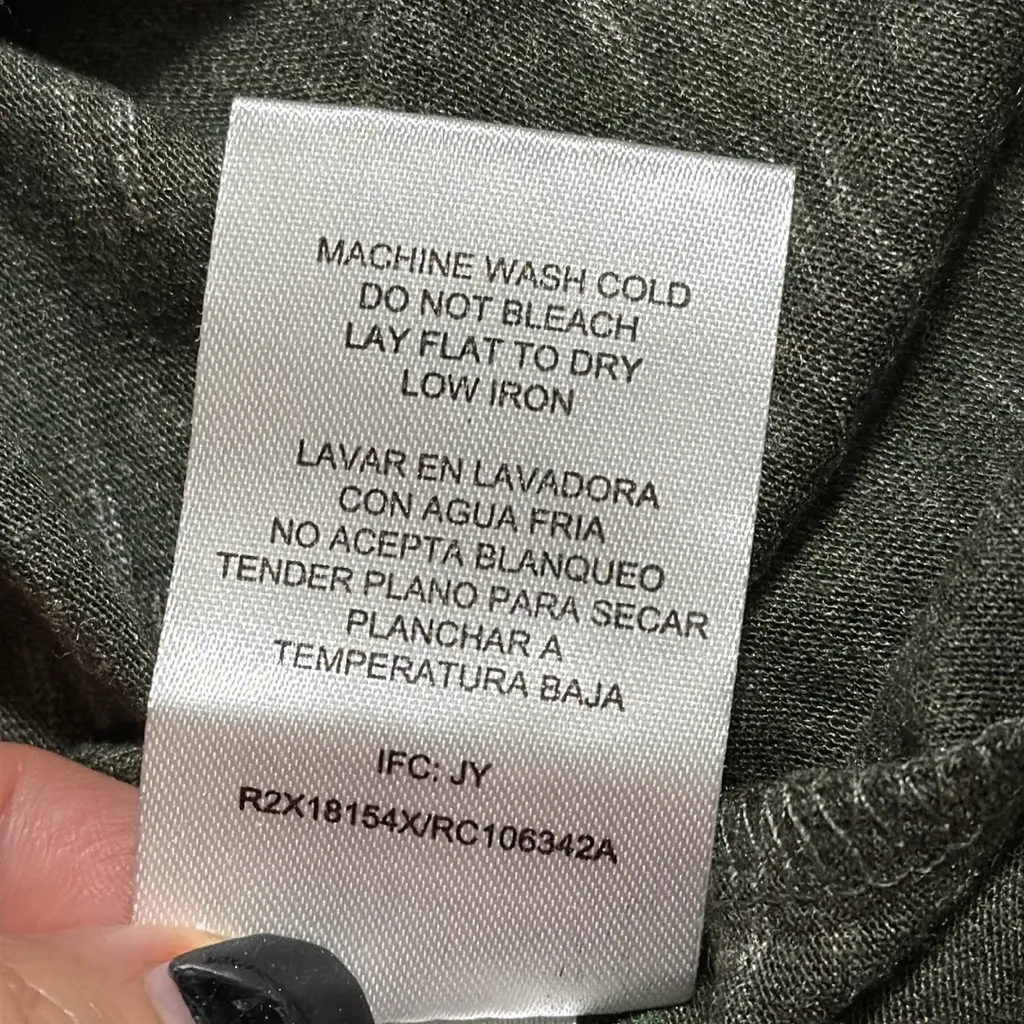 MACHINE WASH COLD
DO NOT BLEACH
LAY FLAT TO DRY
LOW IRON
LAVAR EN LAVADORA
CON AGUA FRIA
NO ACEPTA BLANQUEO
TENDER PLANO PARA SECAR
PLANCHAR A
TEMPERATURA BAJA
IFC: JY
R2X18154X/RC106342A